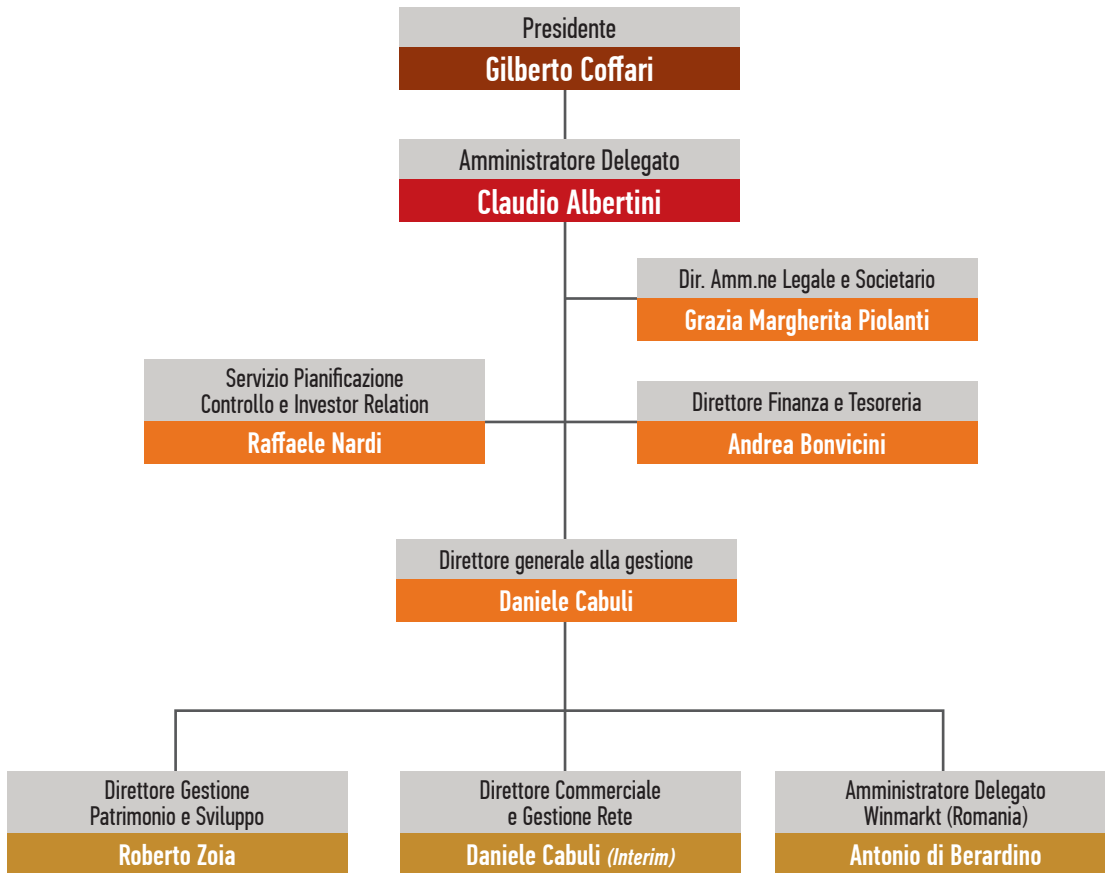 Presidente
Gilberto Coffari
Amministratore Delegato
Claudio Albertini
Dir. Amm.ne Legale e Societario
Grazia Margherita Piolanti
Servizio Pianificazione
Controllo e Investor Relation
Raffaele Nardi
Direttore Finanza e Tesoreria
Andrea Bonvicini
Direttore generale alla gestione
Daniele Cabuli
Direttore Gestione
Patrimonio e Sviluppo
Roberto Zoia
Direttore Commerciale
e Gestione Rete
Daniele Cabuli (Interim)
Amministratore Delegato
Winmarkt (Romania)
Antonio di Berardino